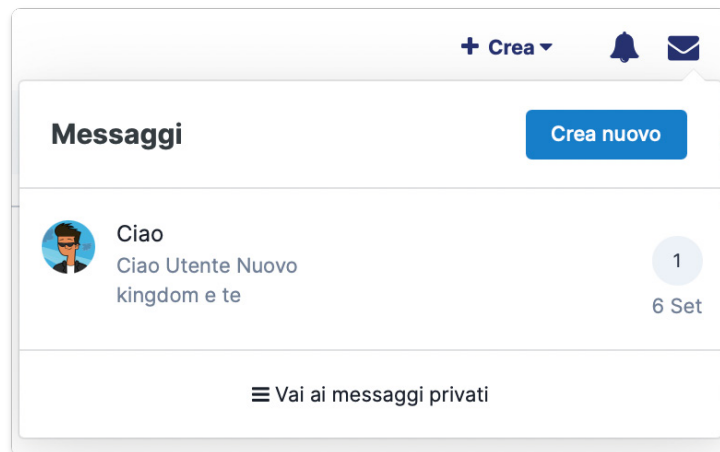 Crea
Messaggi
Crea nuovo
Ciao
Ciao Utente Nuovo
kingdom e te
1
6 Set
Vai ai messaggi privati